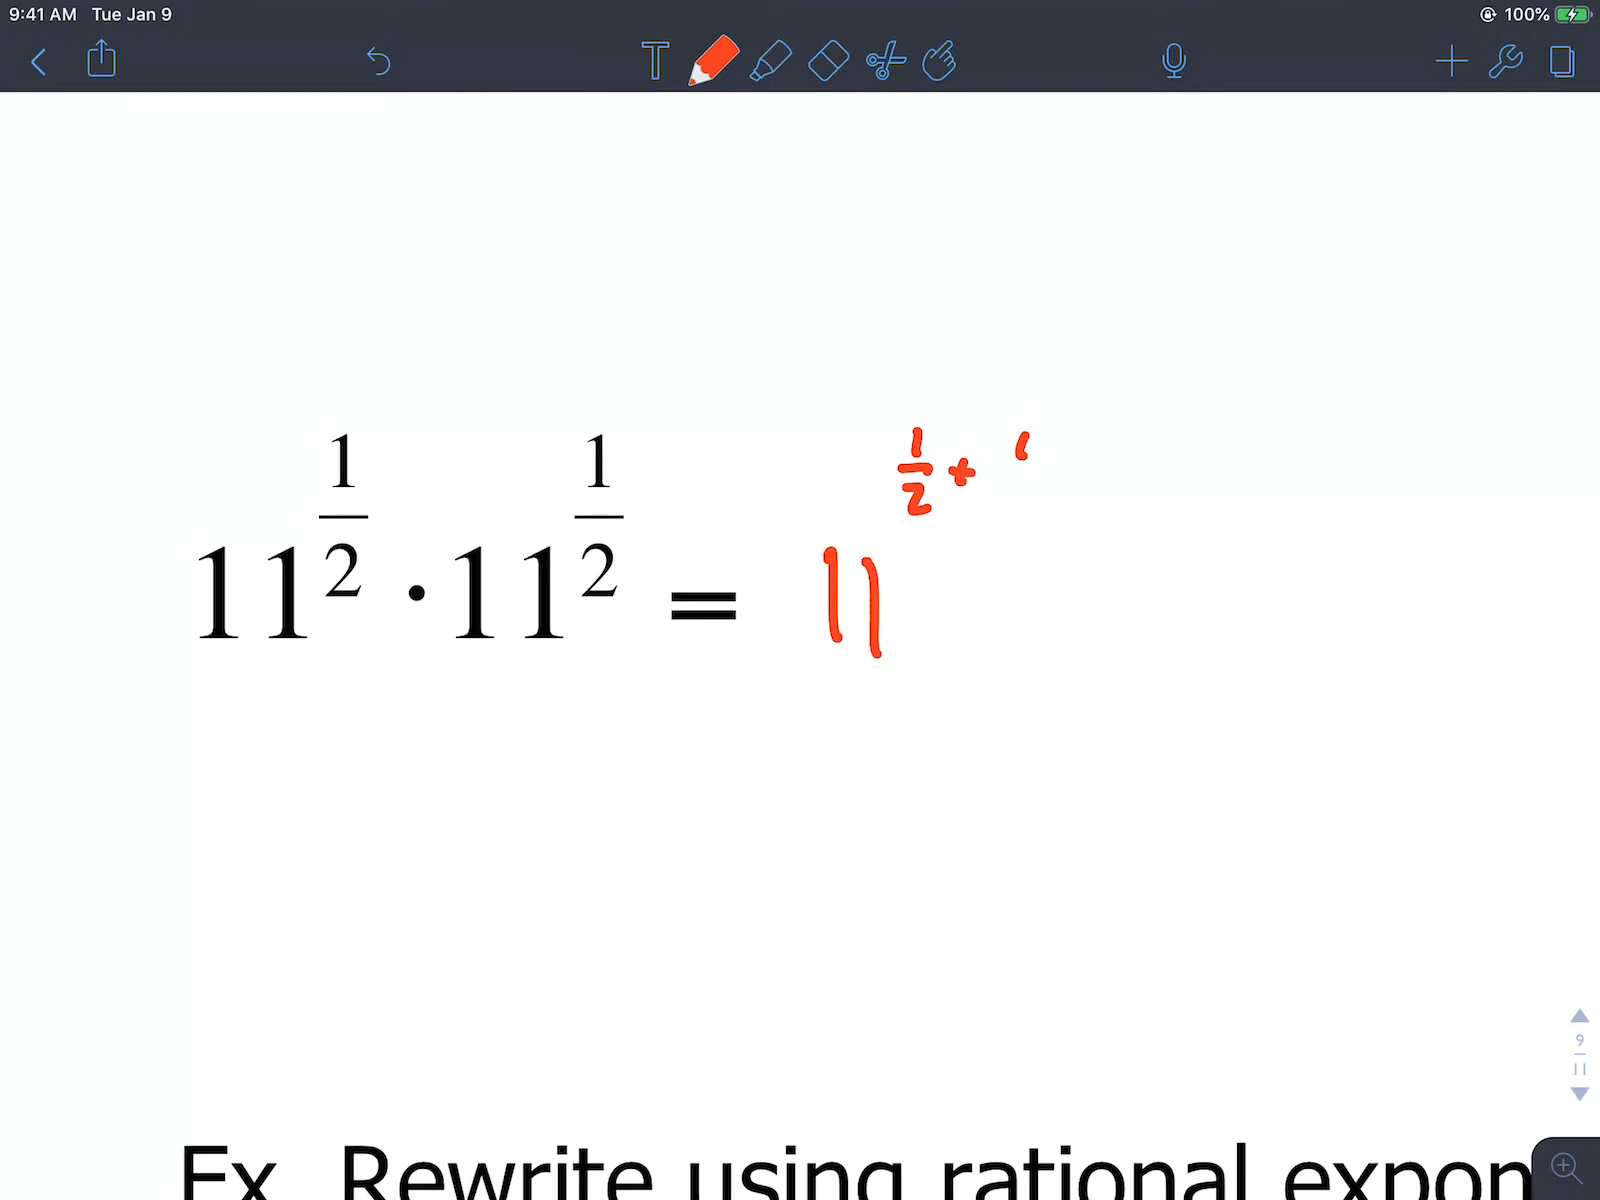 9:41 AM Tue Jan 9 100%
T
11^(1/2) · 11^(1/2) = 11^(1/2 +
9
11
Ex. Rewrite using rational expon